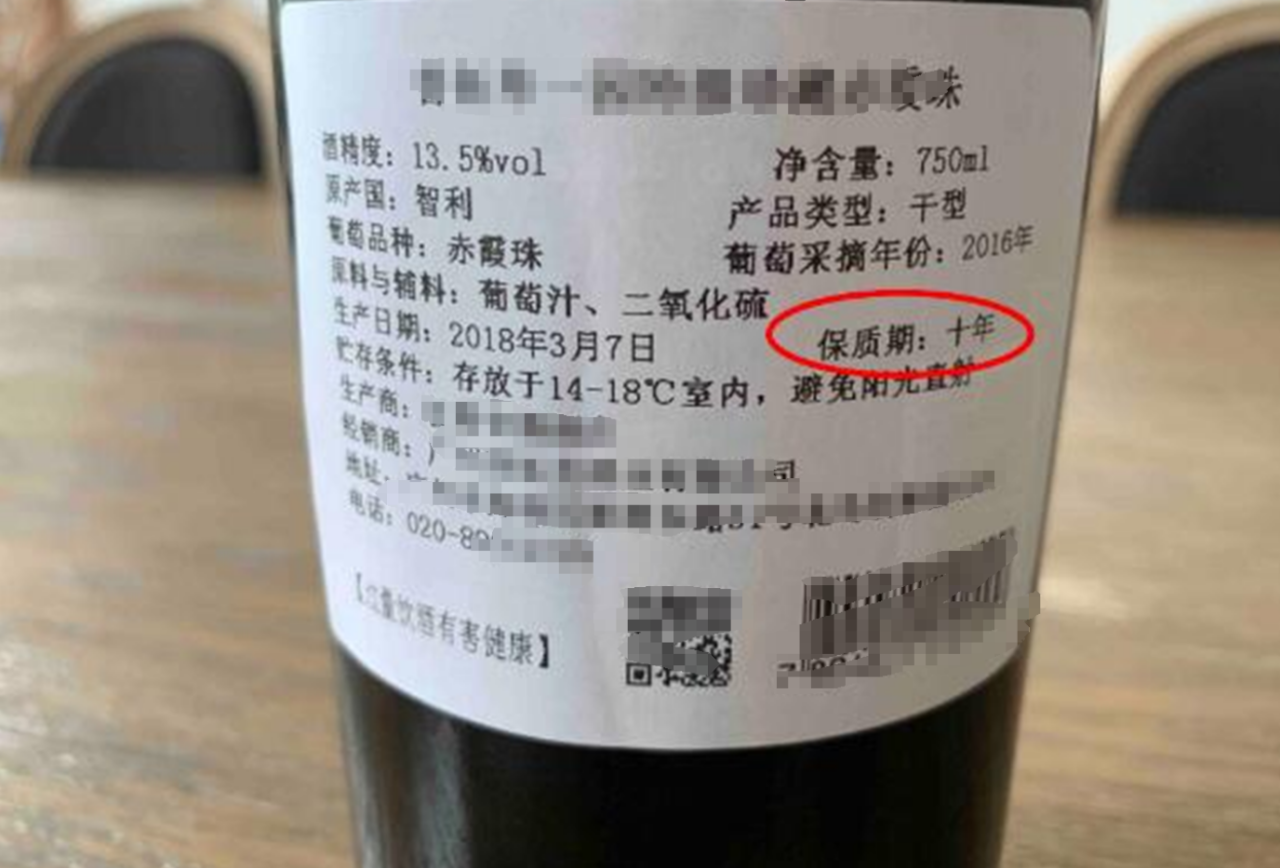 酒精度：13.5%vol 净含量：750ml
原产国：智利 产品类型：干型
葡萄品种：赤霞珠 葡萄采摘年份：2016年
原料与辅料：葡萄汁、二氧化硫
生产日期：2018年3月7日 保质期：十年
贮存条件：存放于14-18℃室内，避免阳光直射
生产商：
经销商：
地址：
电话：020-89
【过量饮酒有害健康】